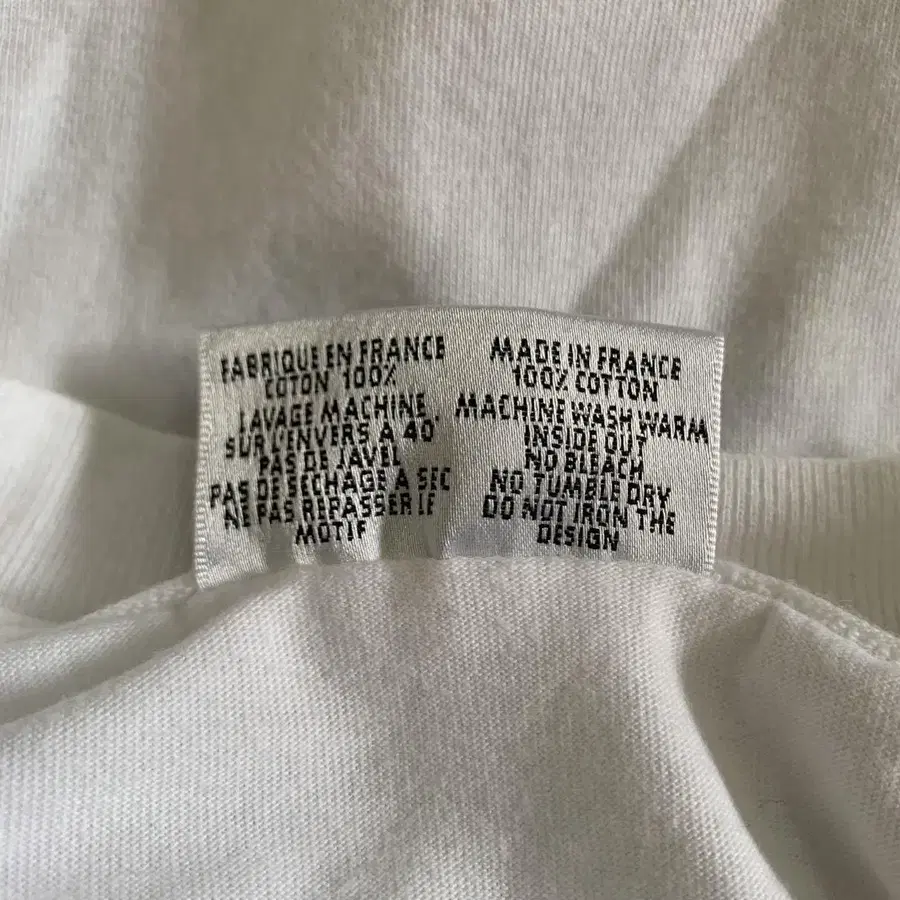 FABRIQUE EN FRANCE
COTON 100%
LAVAGE MACHINE
SUR L'ENVERS A 40°
PAS DE JAVEL
PAS DE SECHAGE A SEC
NE PAS REPASSER LE
MOTIF
MADE IN FRANCE
100% COTTON
MACHINE WASH WARM
INSIDE OUT
NO BLEACH
NO TUMBLE DRY
DO NOT IRON THE
DESIGN